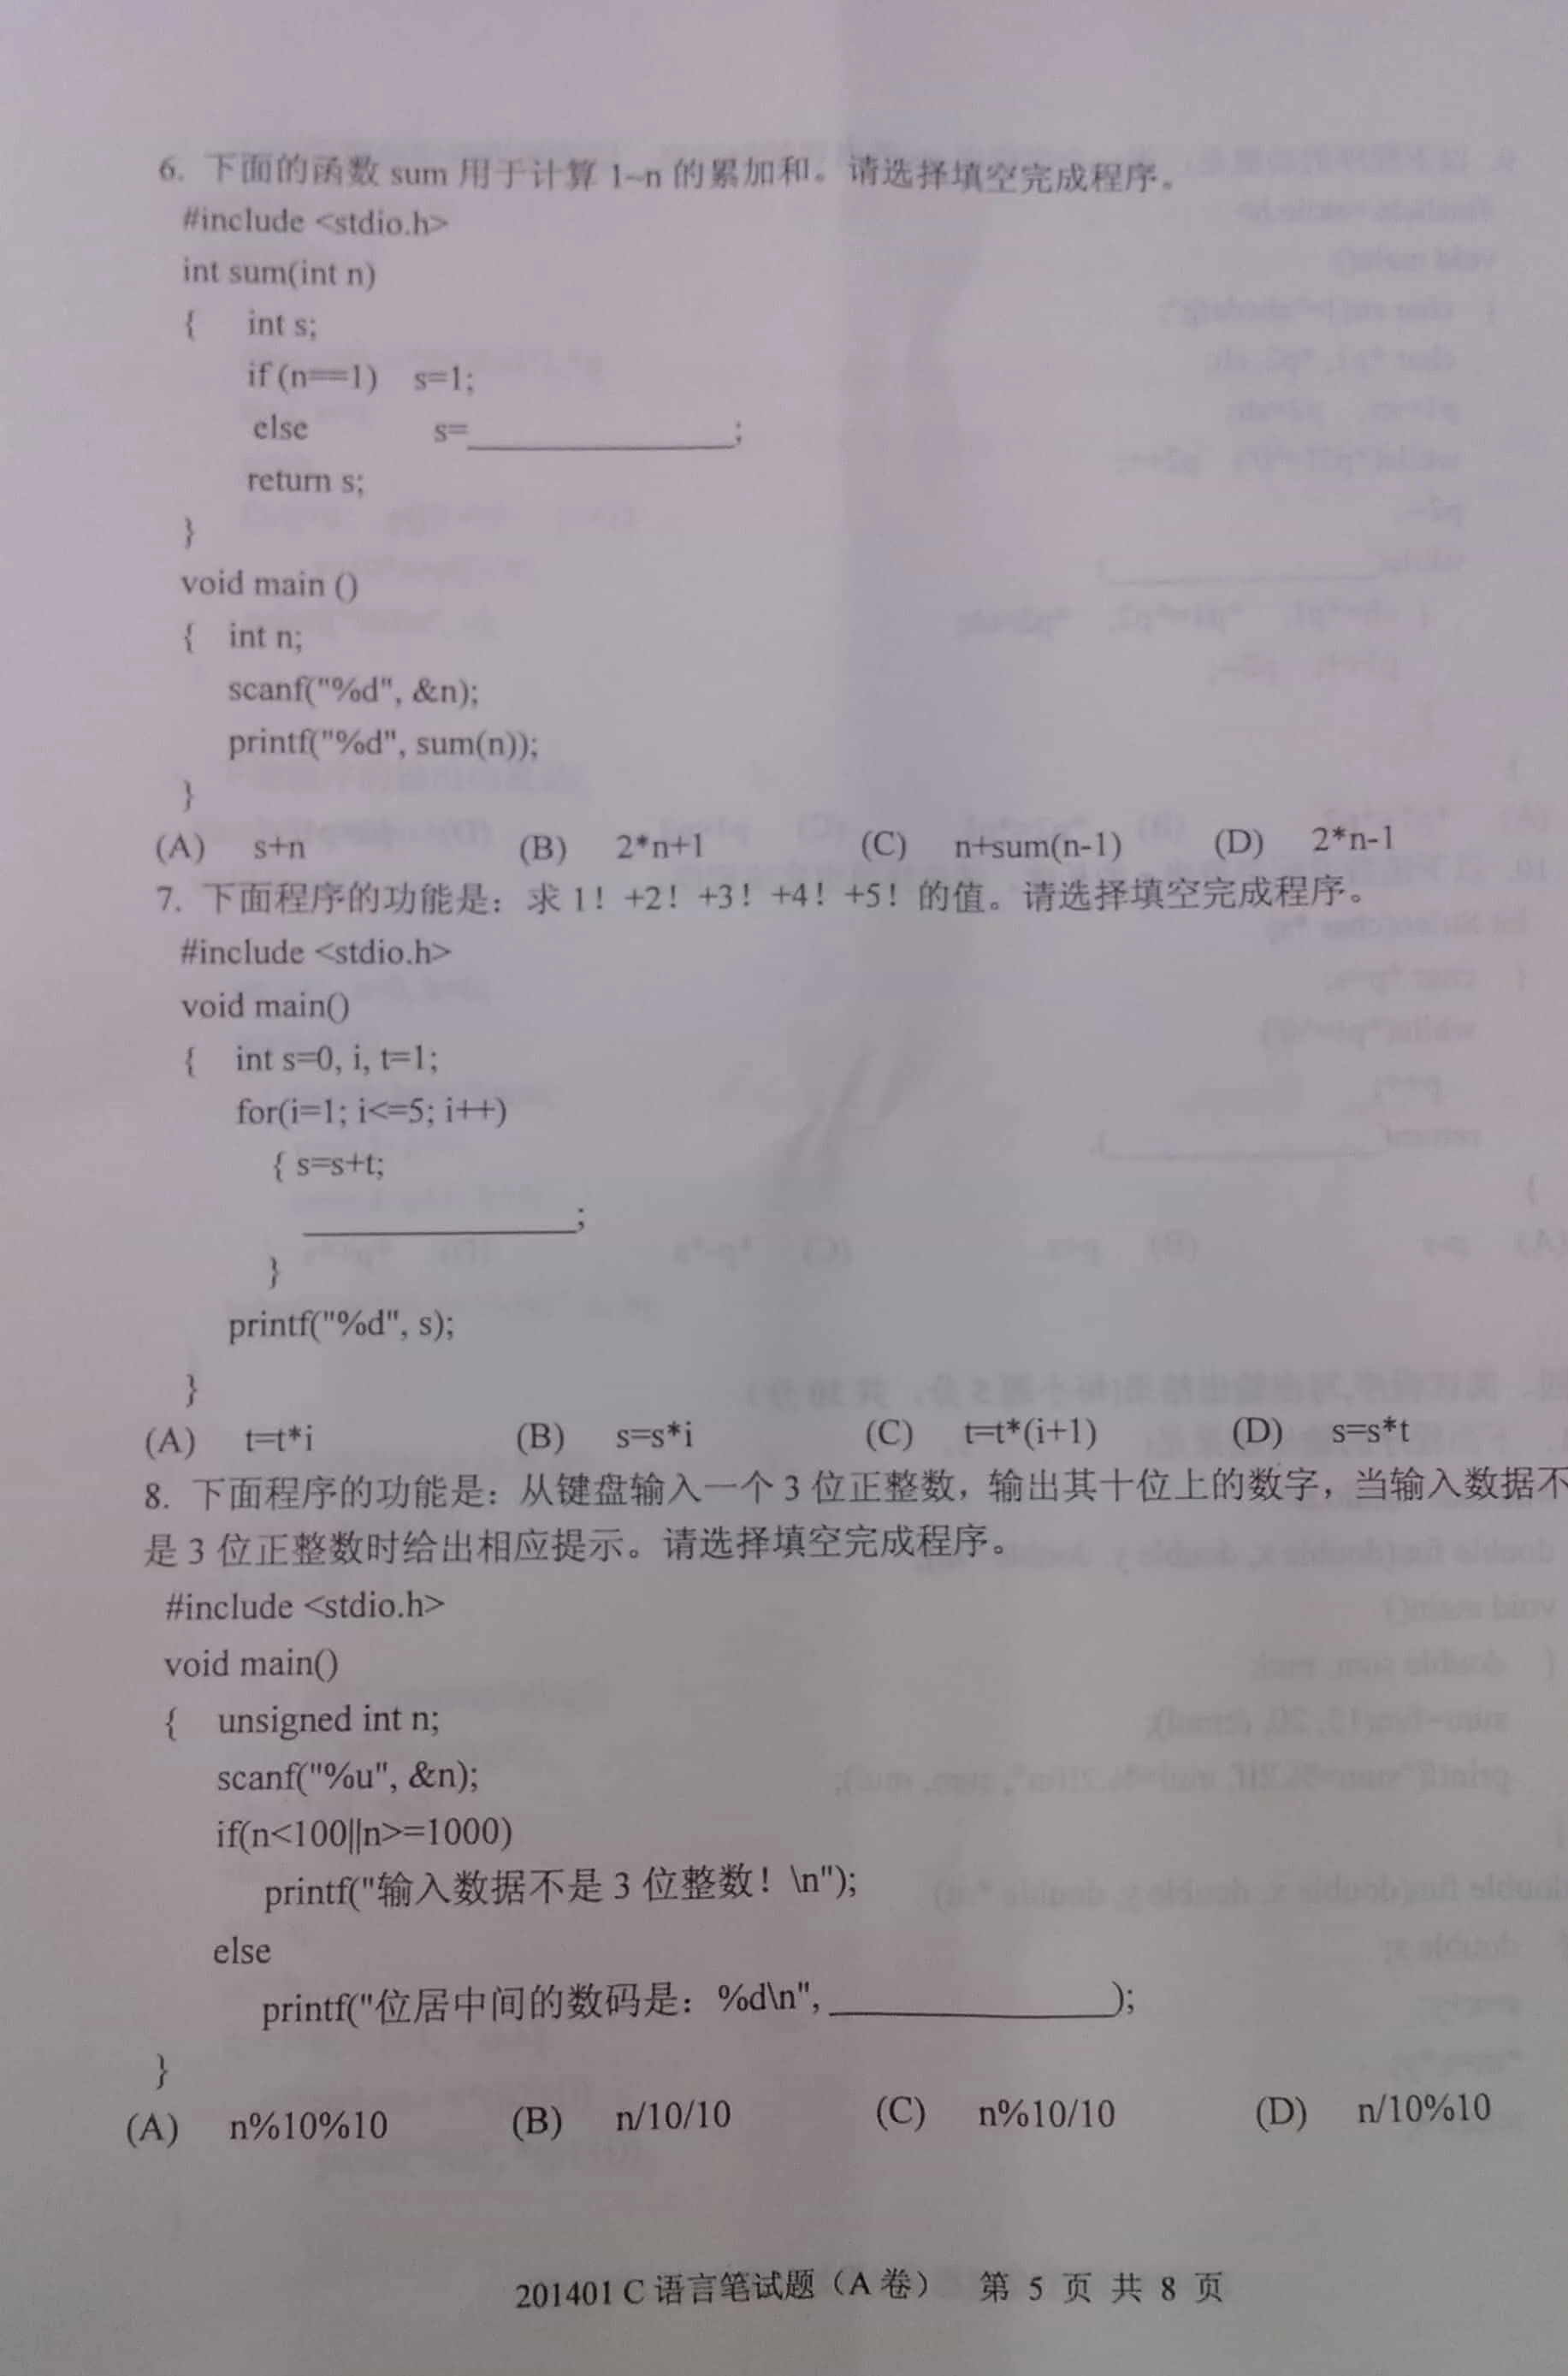 6. 下面的函数 sum 用于计算 1~n 的累加和。请选择填空完成程序。
#include <stdio.h>
int sum(int n)
{ int s;
if (n==1) s=1;
else s=____________;
return s;
}
void main ()
{ int n;
scanf("%d", &n);
printf("%d", sum(n));
}
(A) s+n (B) 2*n+1 (C) n+sum(n-1) (D) 2*n-1
7. 下面程序的功能是：求 1！+2！+3！+4！+5！的值。请选择填空完成程序。
#include <stdio.h>
void main()
{ int s=0, i, t=1;
for(i=1; i<=5; i++)
{ s=s+t;
____________;
}
printf("%d", s);
}
(A) t=t*i (B) s=s*i (C) t=t*(i+1) (D) s=s*t
8. 下面程序的功能是：从键盘输入一个 3 位正整数，输出其十位上的数字，当输入数据不
是 3 位正整数时给出相应提示。请选择填空完成程序。
#include <stdio.h>
void main()
{ unsigned int n;
scanf("%u", &n);
if(n<100||n>=1000)
printf("输入数据不是 3 位整数！\n");
else
printf("位居中间的数码是：%d\n", ____________);
}
(A) n%10%10 (B) n/10/10 (C) n%10/10 (D) n/10%10
201401 C 语言笔试题（A 卷） 第 5 页 共 8 页